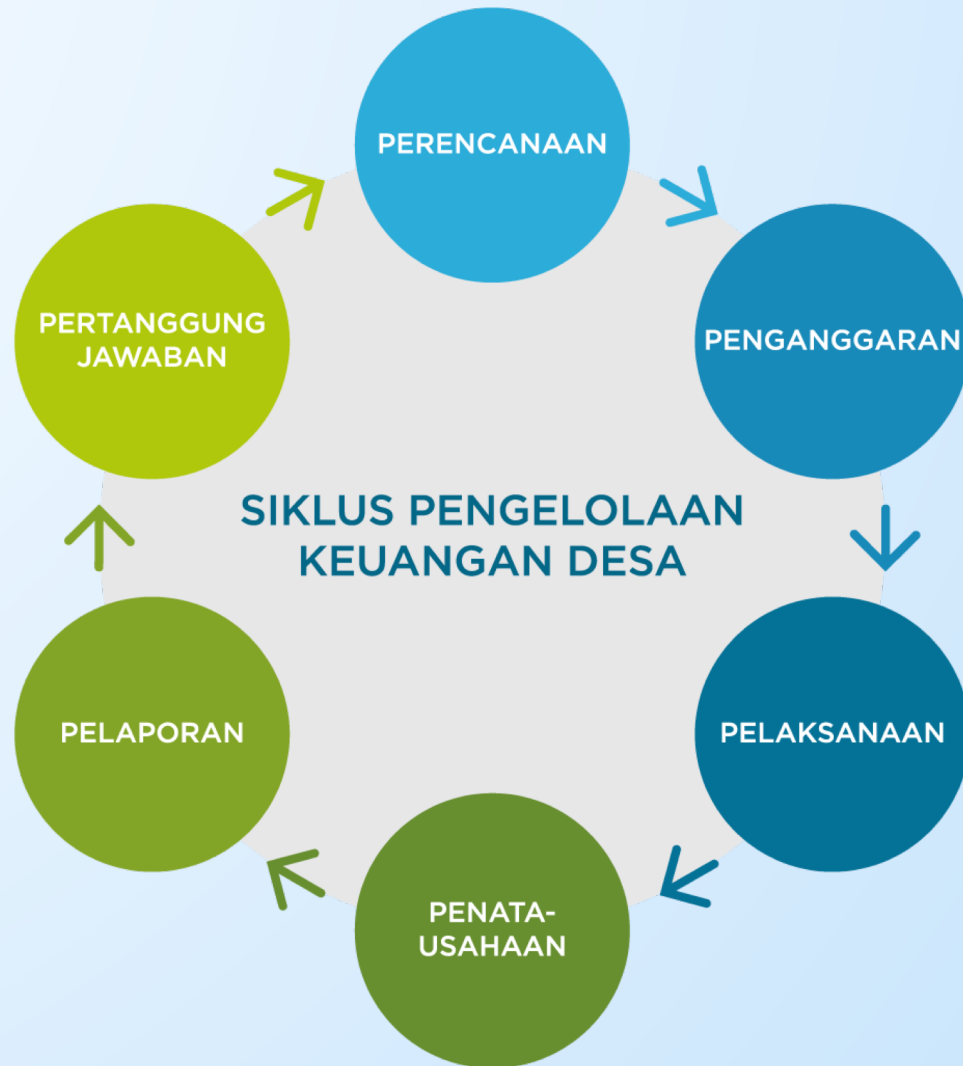 PERENCANAAN
PENGANGGARAN
PELAKSANAAN
PENATA-
USAHAAN
PELAPORAN
PERTANGGUNG
JAWABAN
SIKLUS PENGELOLAAN
KEUANGAN DESA